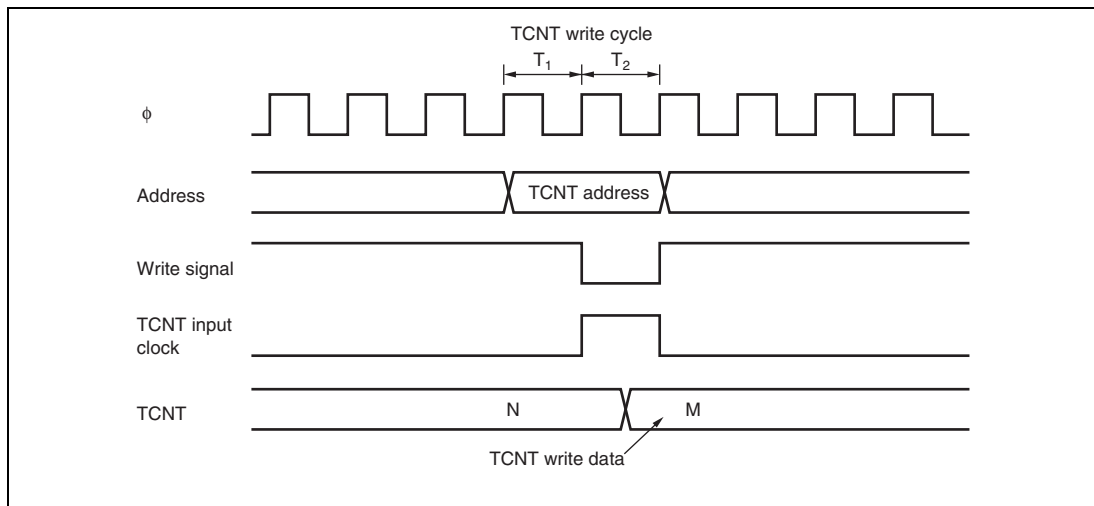 TCNT write cycle
T₁ T₂
ϕ
Address
TCNT address
Write signal
TCNT input
clock
TCNT
N
M
TCNT write data